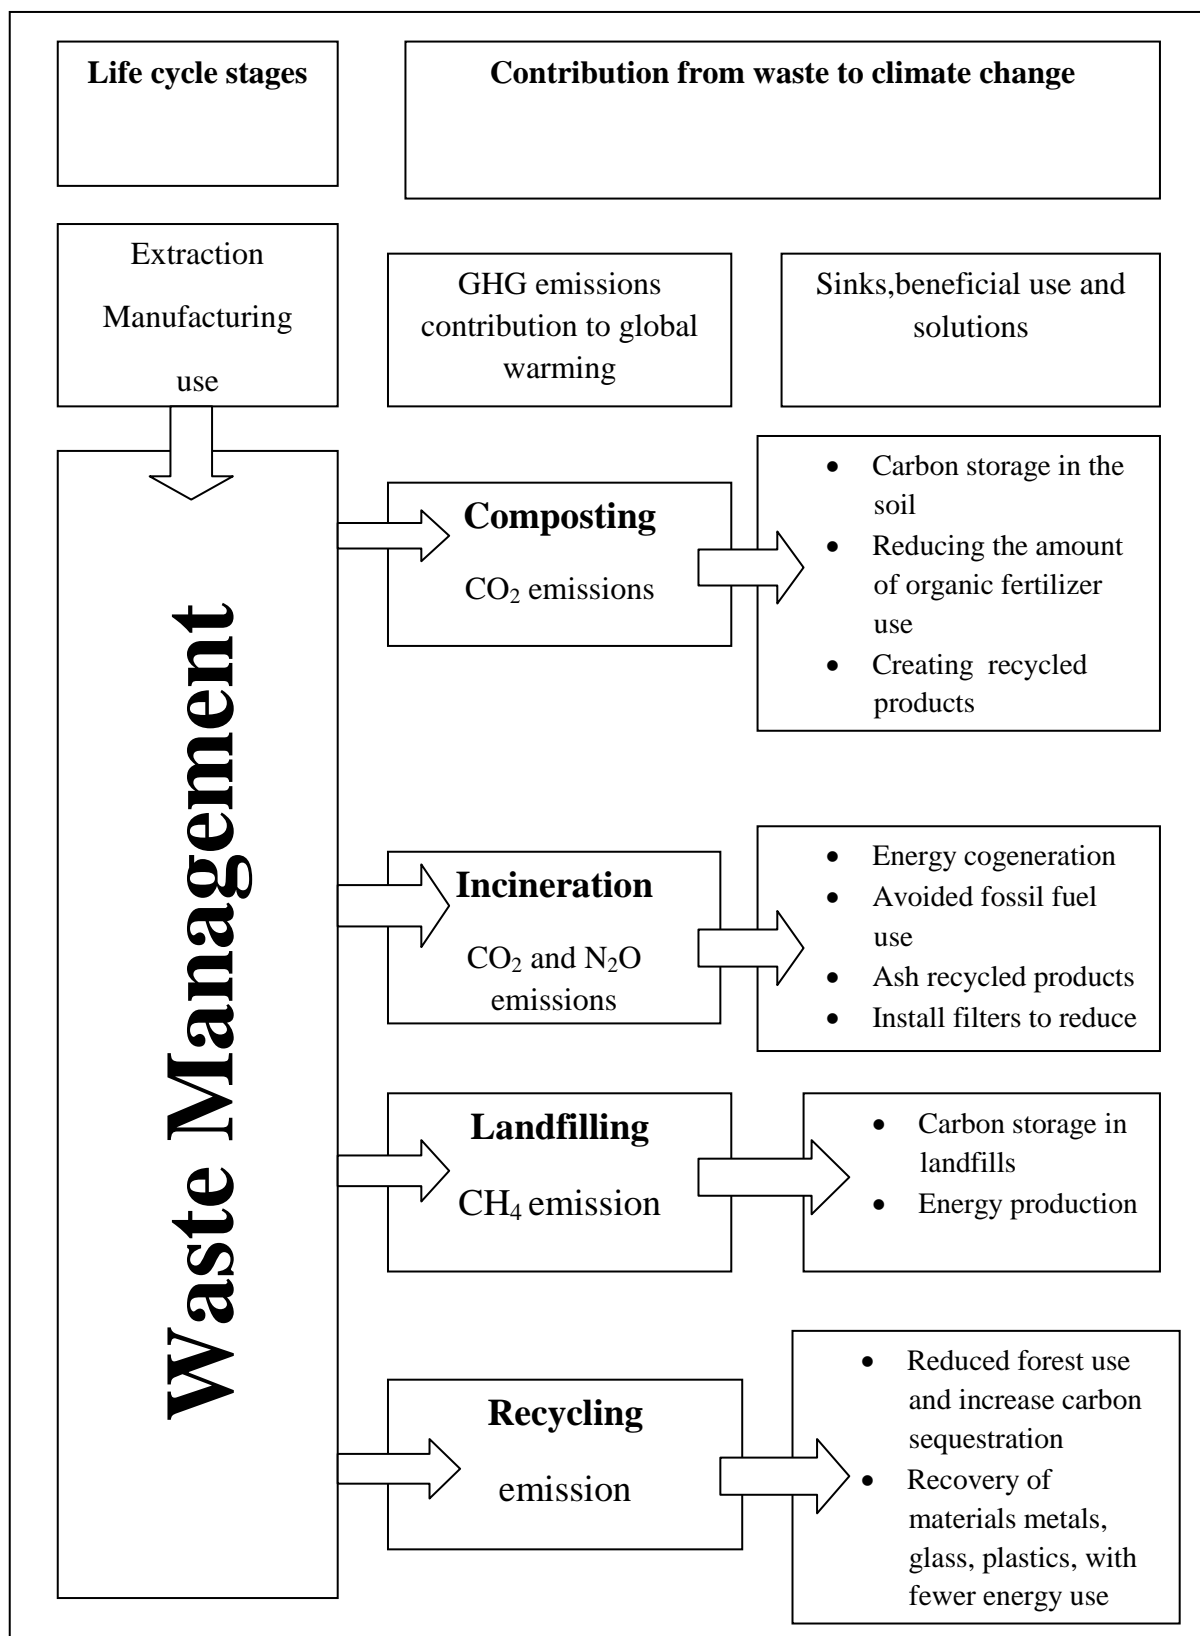 Life cycle stages
Contribution from waste to climate change
Extraction
Manufacturing
use
GHG emissions
contribution to global
warming
Sinks,beneficial use and
solutions
Waste Management
Composting
CO₂ emissions
• Carbon storage in the
soil
• Reducing the amount
of organic fertilizer
use
• Creating recycled
products
Incineration
CO₂ and N₂O
emissions
• Energy cogeneration
• Avoided fossil fuel
use
• Ash recycled products
• Install filters to reduce
Landfilling
CH₄ emission
• Carbon storage in
landfills
• Energy production
Recycling
emission
• Reduced forest use
and increase carbon
sequestration
• Recovery of
materials metals,
glass, plastics, with
fewer energy use